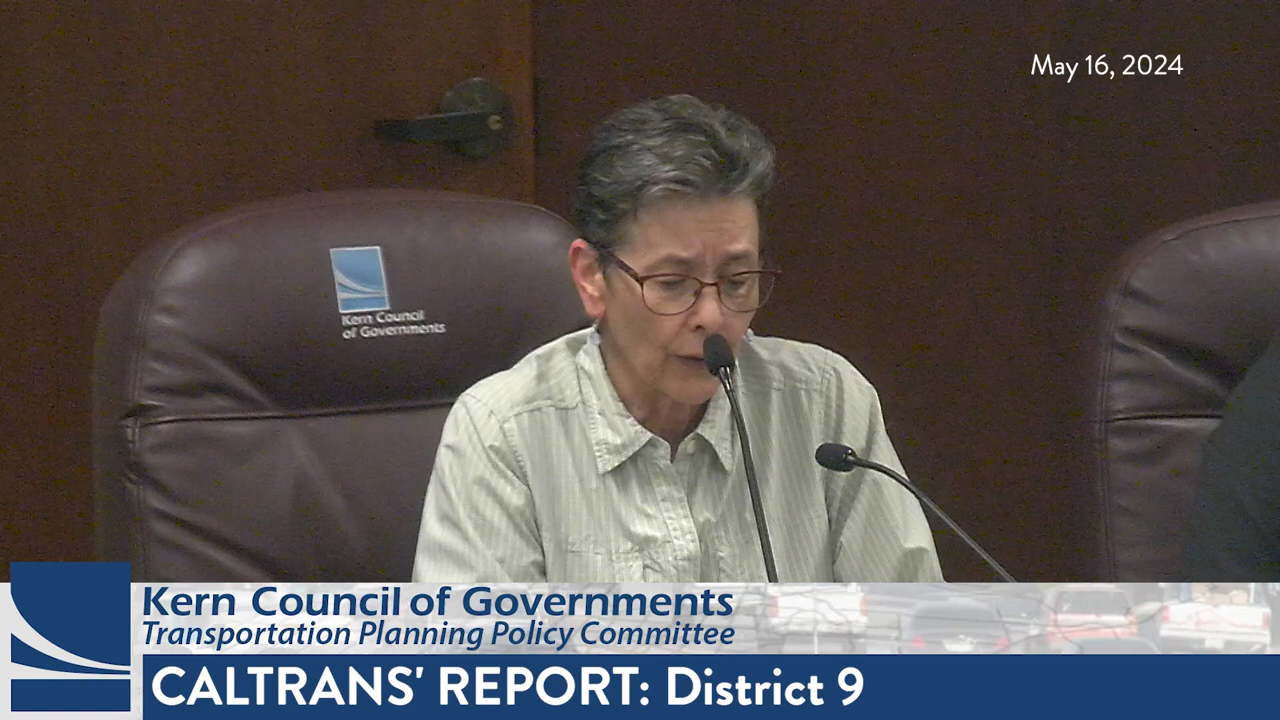 May 16, 2024
Kern Council
of Governments
Kern Council of Governments
Transportation Planning Policy Committee
CALTRANS' REPORT: District 9